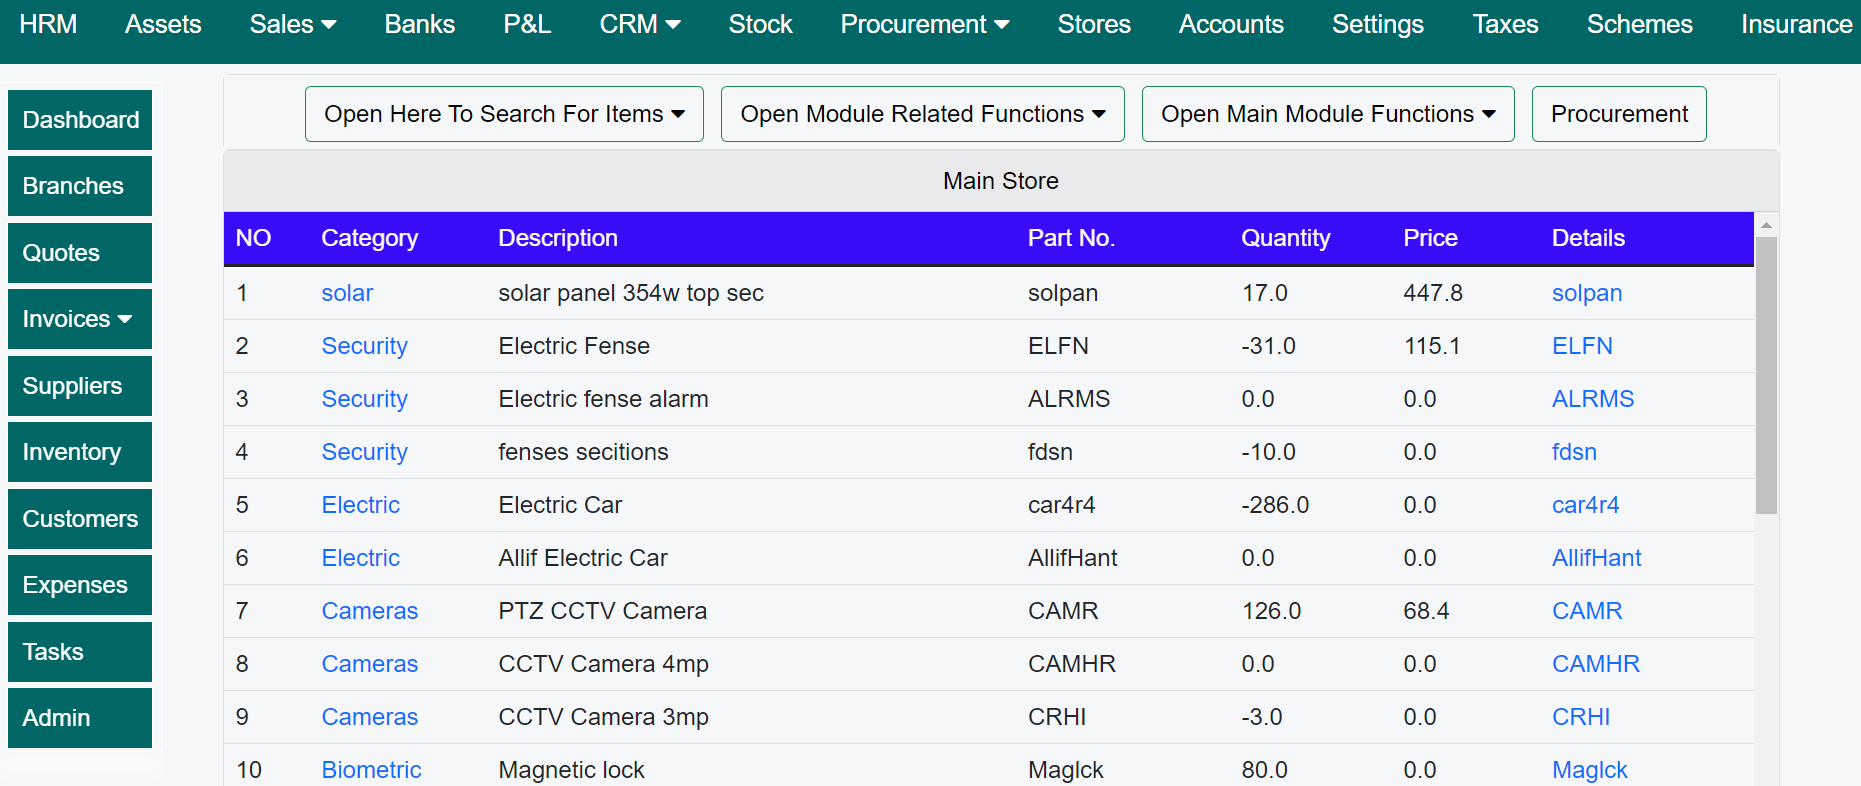 HRM Assets Sales Banks P&L CRM Stock Procurement Stores Accounts Settings Taxes Schemes Insurance
Open Here To Search For Items Open Module Related Functions Open Main Module Functions Procurement
Dashboard
Branches
Quotes
Invoices
Suppliers
Inventory
Customers
Expenses
Tasks
Admin
Main Store
NO Category Description Part No. Quantity Price Details
1 solar solar panel 354w top sec solpan 17.0 447.8 solpan
2 Security Electric Fense ELFN -31.0 115.1 ELFN
3 Security Electric fense alarm ALRMS 0.0 0.0 ALRMS
4 Security fenses secitions fdsn -10.0 0.0 fdsn
5 Electric Electric Car car4r4 -286.0 0.0 car4r4
6 Electric Allif Electric Car AllifHant 0.0 0.0 AllifHant
7 Cameras PTZ CCTV Camera CAMR 126.0 68.4 CAMR
8 Cameras CCTV Camera 4mp CAMHR 0.0 0.0 CAMHR
9 Cameras CCTV Camera 3mp CRHI -3.0 0.0 CRHI
10 Biometric Magnetic lock Maglck 80.0 0.0 Maglck